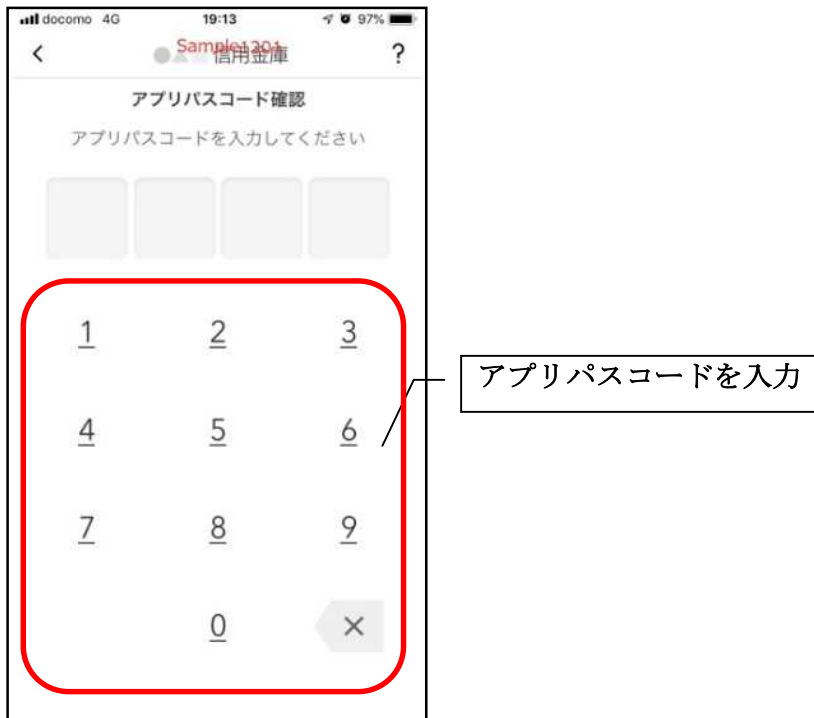 docomo 4G 19:13 97%
Sample1201
信用金庫
?
アプリパスコード確認
アプリパスコードを入力してください
1 2 3
4 5 6
アプリパスコードを入力
7 8 9
0